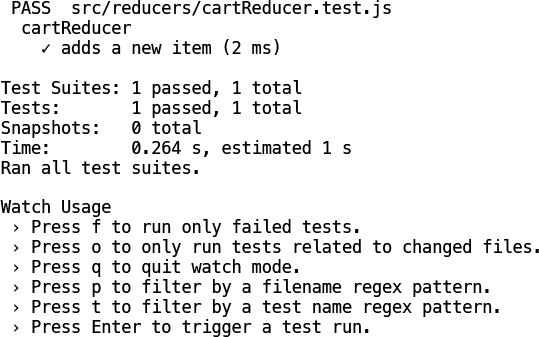 PASS  src/reducers/cartReducer.test.js
  cartReducer
    ✓ adds a new item (2 ms)

Test Suites: 1 passed, 1 total
Tests:       1 passed, 1 total
Snapshots:   0 total
Time:        0.264 s, estimated 1 s
Ran all test suites.

Watch Usage
 › Press f to run only failed tests.
 › Press o to only run tests related to changed files.
 › Press q to quit watch mode.
 › Press p to filter by a filename regex pattern.
 › Press t to filter by a test name regex pattern.
 › Press Enter to trigger a test run.